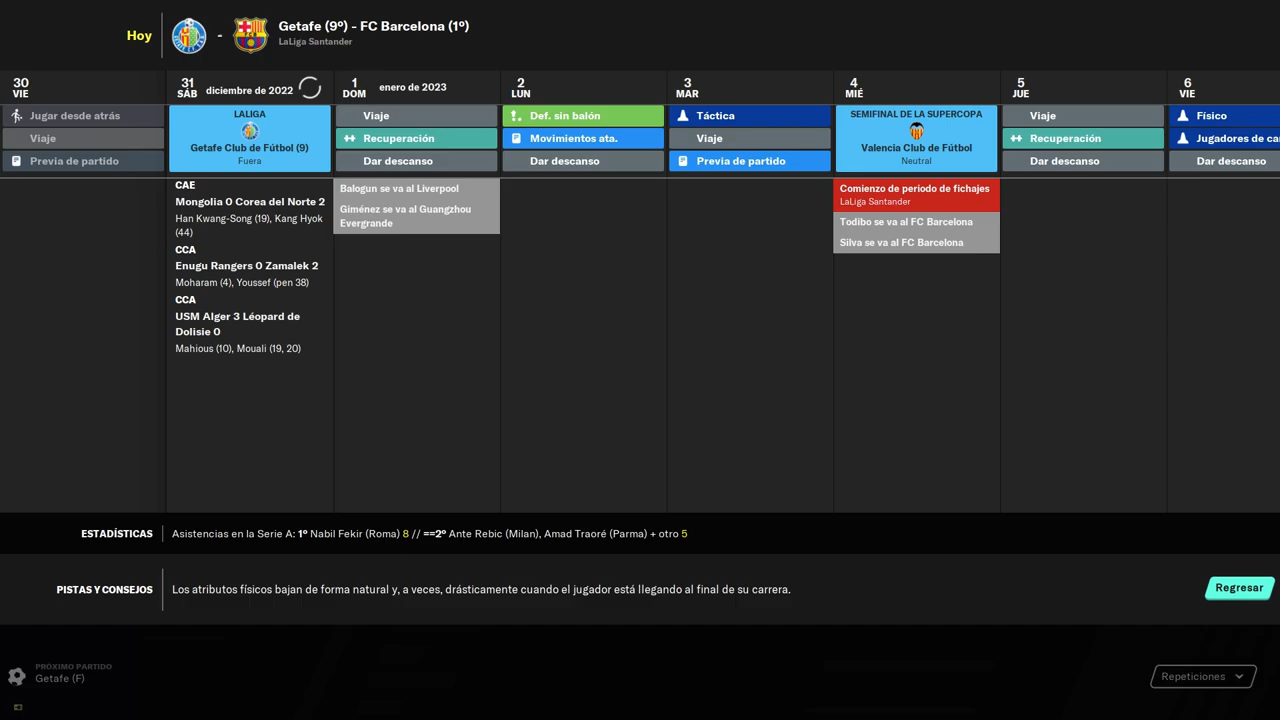 Hoy
Getafe (9º) - FC Barcelona (1º)
-
LaLiga Santander
30
VIE
31
SÁB
diciembre de 2022
1
DOM
enero de 2023
2
LUN
3
MAR
4
MIÉ
5
JUE
6
VIE
Jugar desde atrás
Viaje
Previa de partido
LALIGA
Getafe Club de Fútbol (9)
Fuera
Viaje
Recuperación
Dar descanso
Def. sin balón
Movimientos ata.
Dar descanso
Táctica
Viaje
Previa de partido
SEMIFINAL DE LA SUPERCOPA
Valencia Club de Fútbol
Neutral
Viaje
Recuperación
Dar descanso
Físico
Jugadores de ca
Dar descanso
CAE
Mongolia 0 Corea del Norte 2
Han Kwang-Song (19), Kang Hyok
(44)
CCA
Enugu Rangers 0 Zamalek 2
Moharam (4), Youssef (pen 38)
CCA
USM Alger 3 Léopard de
Dolisie 0
Mahious (10), Mouali (19, 20)
Balogun se va al Liverpool
Giménez se va al Guangzhou
Evergrande
Comienzo de periodo de fichajes
LaLiga Santander
Todibo se va al FC Barcelona
Silva se va al FC Barcelona
ESTADÍSTICAS
Asistencias en la Serie A: 1º Nabil Fekir (Roma) 8 // ==2º Ante Rebic (Milan), Amad Traoré (Parma) + otro 5
PISTAS Y CONSEJOS
Los atributos físicos bajan de forma natural y, a veces, drásticamente cuando el jugador está llegando al final de su carrera.
Regresar
PRÓXIMO PARTIDO
Getafe (F)
Repeticiones